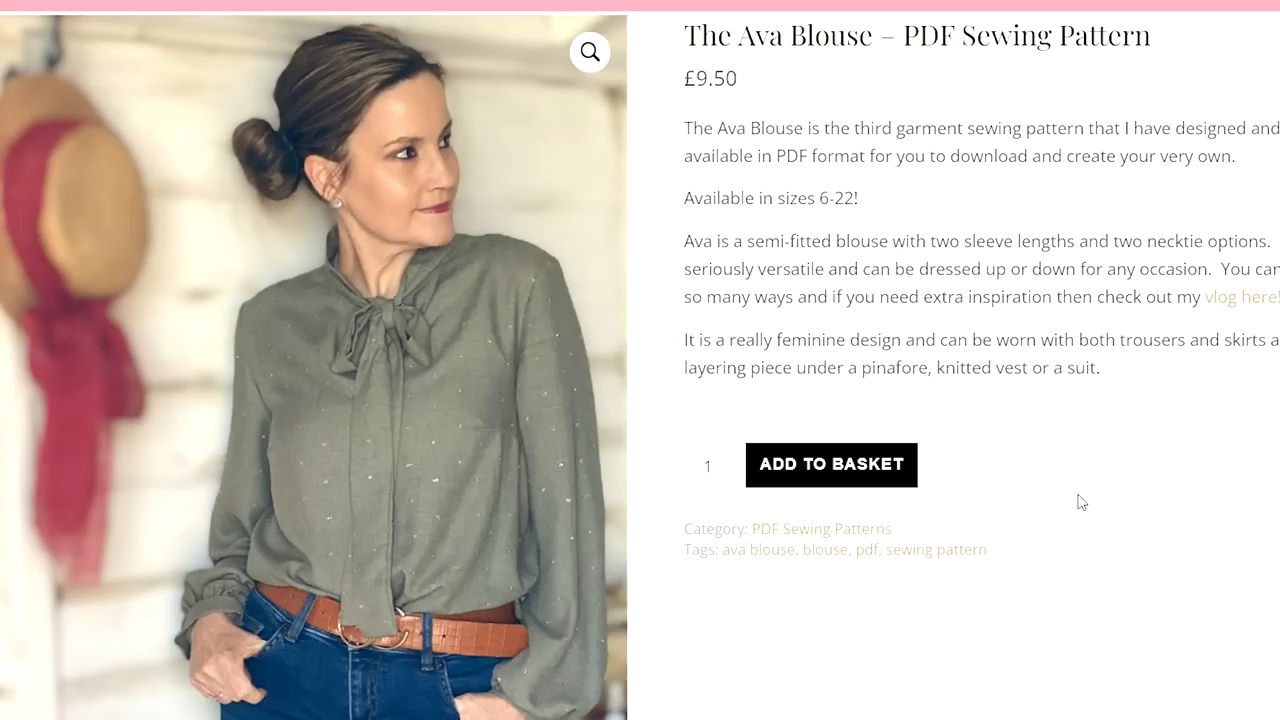 The Ava Blouse – PDF Sewing Pattern
£9.50
The Ava Blouse is the third garment sewing pattern that I have designed and
available in PDF format for you to download and create your very own.
Available in sizes 6-22!
Ava is a semi-fitted blouse with two sleeve lengths and two necktie options.
seriously versatile and can be dressed up or down for any occasion. You can
so many ways and if you need extra inspiration then check out my vlog here!
It is a really feminine design and can be worn with both trousers and skirts a
layering piece under a pinafore, knitted vest or a suit.
1
ADD TO BASKET
Category: PDF Sewing Patterns
Tags: ava blouse, blouse, pdf, sewing pattern